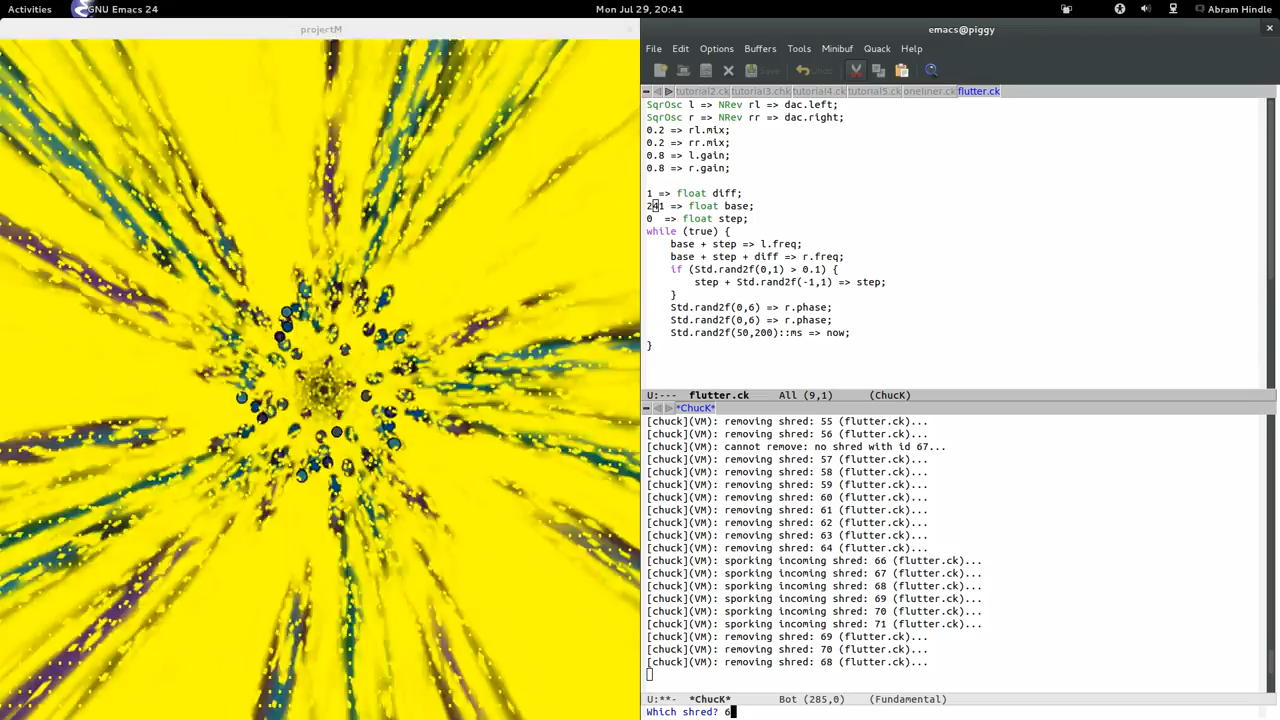 Activities GNU Emacs 24 Mon Jul 29, 20:41 Abram Hindle
projectM
emacs@piggy
File Edit Options Buffers Tools Minibuf Quack Help
Save Undo
tutorial2.ck tutorial3.chk tutorial4.ck tutorial5.ck oneliner.ck flutter.ck
SqrOsc l => NRev rl => dac.left;
SqrOsc r => NRev rr => dac.right;
0.2 => rl.mix;
0.2 => rr.mix;
0.8 => l.gain;
0.8 => r.gain;
1 => float diff;
241 => float base;
0  => float step;
while (true) {
    base + step => l.freq;
    base + step + diff => r.freq;
    if (Std.rand2f(0,1) > 0.1) {
        step + Std.rand2f(-1,1) => step;
    }
    Std.rand2f(0,6) => r.phase;
    Std.rand2f(0,6) => r.phase;
    Std.rand2f(50,200)::ms => now;
}
U:--- flutter.ck All (9,1) (ChucK)
*ChucK*
[chuck](VM): removing shred: 55 (flutter.ck)...
[chuck](VM): removing shred: 56 (flutter.ck)...
[chuck](VM): cannot remove: no shred with id 67...
[chuck](VM): removing shred: 57 (flutter.ck)...
[chuck](VM): removing shred: 58 (flutter.ck)...
[chuck](VM): removing shred: 59 (flutter.ck)...
[chuck](VM): removing shred: 60 (flutter.ck)...
[chuck](VM): removing shred: 61 (flutter.ck)...
[chuck](VM): removing shred: 62 (flutter.ck)...
[chuck](VM): removing shred: 63 (flutter.ck)...
[chuck](VM): removing shred: 64 (flutter.ck)...
[chuck](VM): sporking incoming shred: 66 (flutter.ck)...
[chuck](VM): sporking incoming shred: 67 (flutter.ck)...
[chuck](VM): sporking incoming shred: 68 (flutter.ck)...
[chuck](VM): sporking incoming shred: 69 (flutter.ck)...
[chuck](VM): sporking incoming shred: 70 (flutter.ck)...
[chuck](VM): sporking incoming shred: 71 (flutter.ck)...
[chuck](VM): removing shred: 69 (flutter.ck)...
[chuck](VM): removing shred: 70 (flutter.ck)...
[chuck](VM): removing shred: 68 (flutter.ck)...
U:**- *ChucK* Bot (285,0) (Fundamental)
Which shred? 6